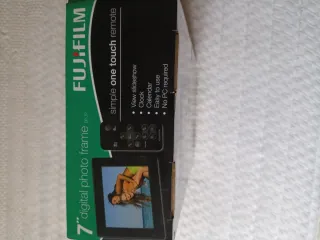 FUJIFILM
simple one touch remote
• View slideshow
• Clock
• Calendar
• Easy to use
• No PC required
7" digital photo frame